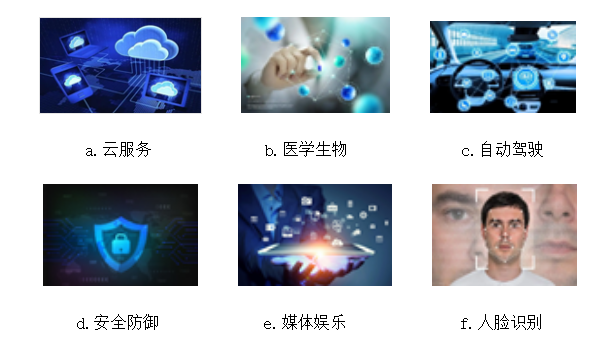 a. 云服务
b. 医学生物
c. 自动驾驶
d. 安全防御
e. 媒体娱乐
f. 人脸识别